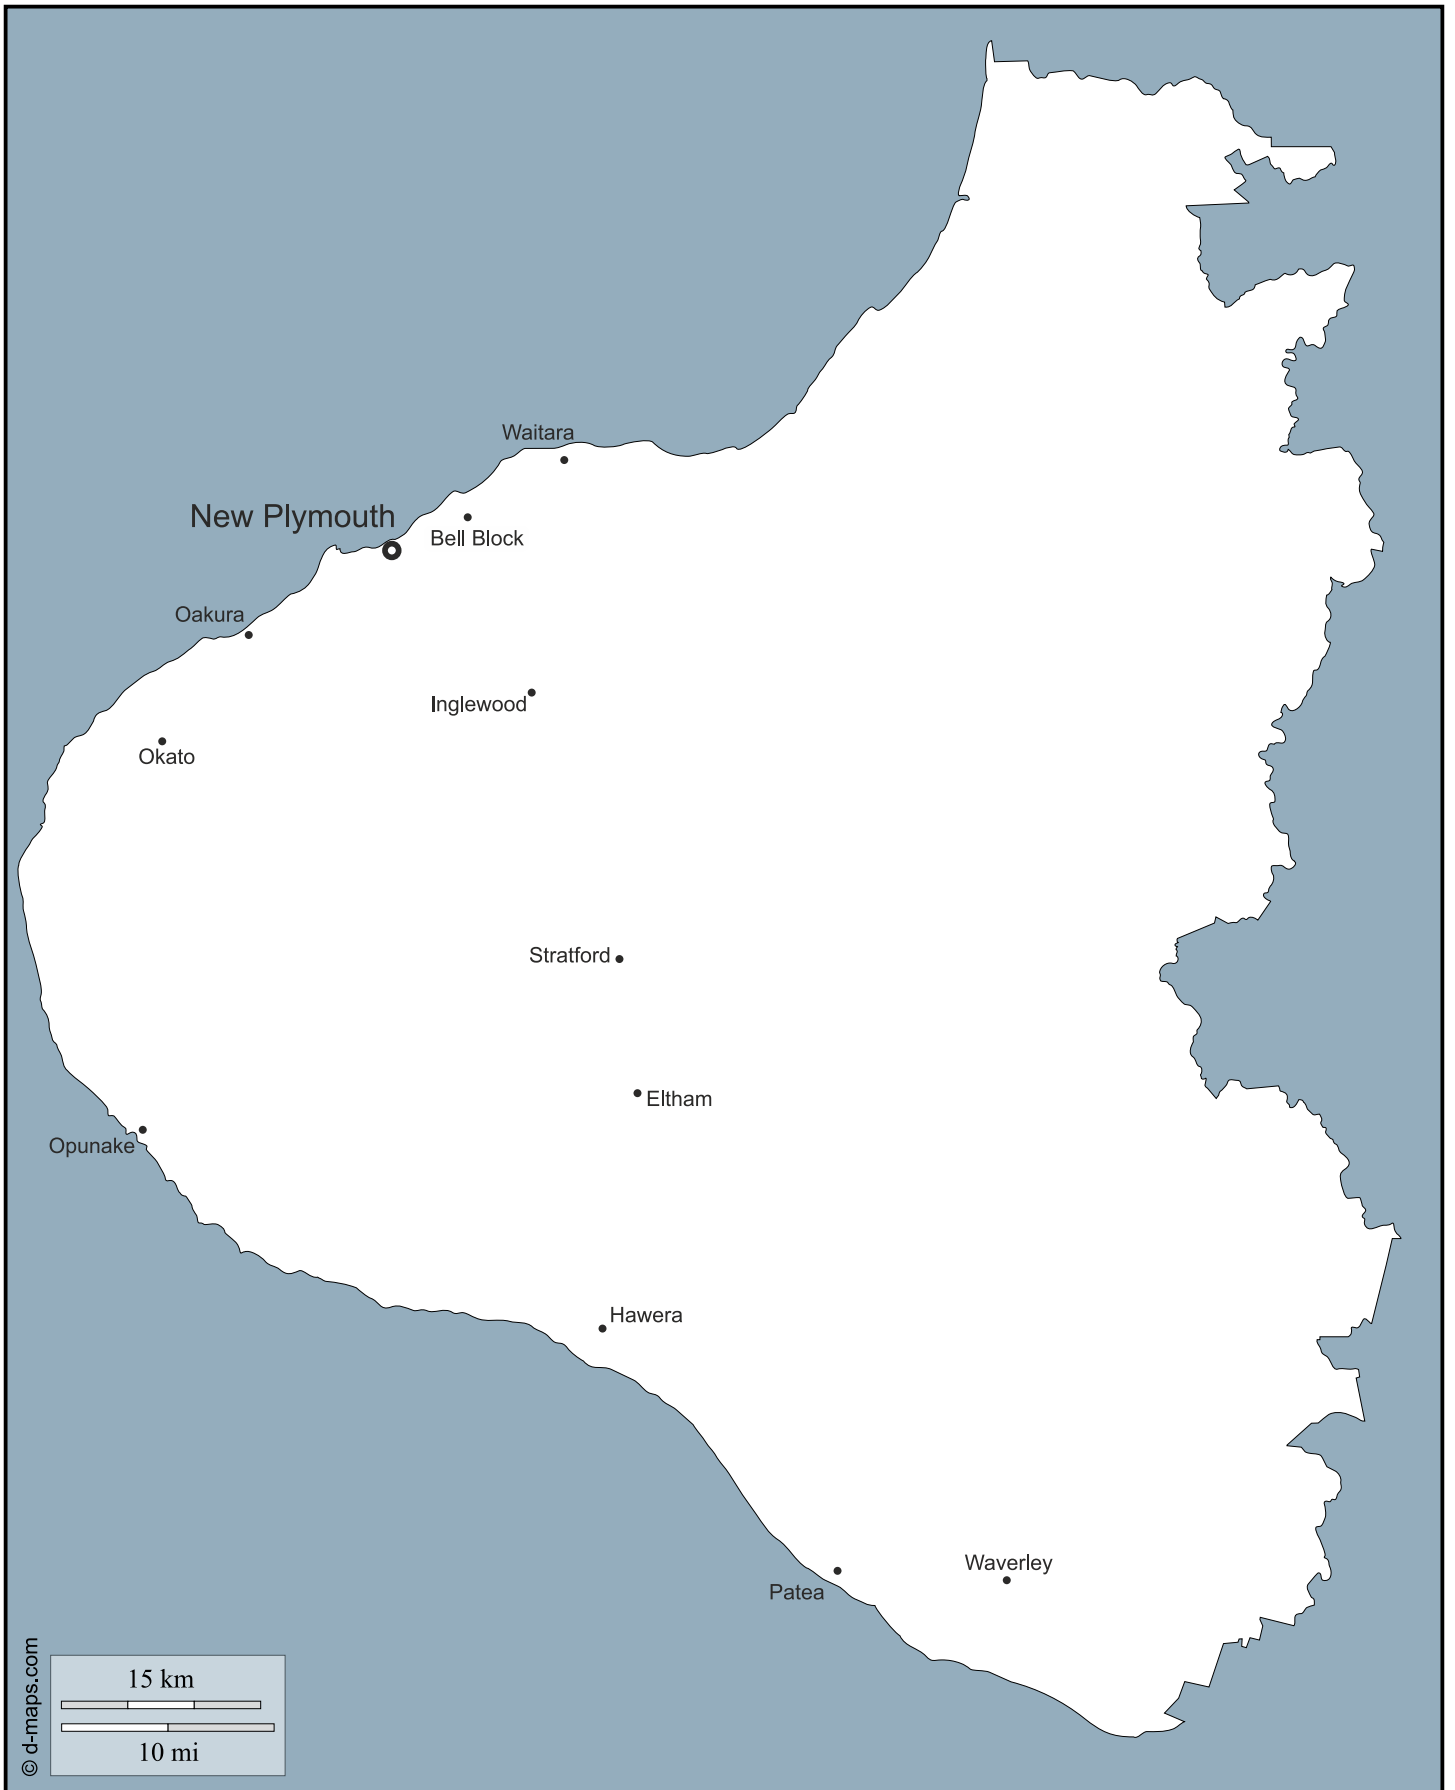 Waitara
New Plymouth
Bell Block
Oakura
Inglewood
Okato
Stratford
Eltham
Opunake
Hawera
Waverley
Patea
15 km
10 mi
© d-maps.com